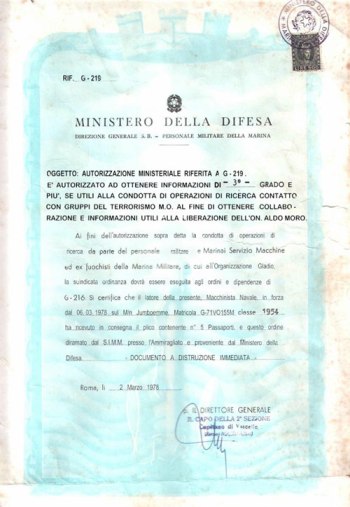 RIF. G-219
MINISTERO DELLA DIFESA
DIREZIONE GENERALE S.B. - PERSONALE MILITARE DELLA MARINA
OGGETTO: AUTORIZZAZIONE MINISTERIALE RIFERITA A G-219.
E' AUTORIZZATO AD OTTENERE INFORMAZIONI DI - 3° - GRADO E
PIU', SE UTILI ALLA CONDOTTA DI OPERAZIONI DI RICERCA CONTATTO
CON GRUPPI DEL TERRORISMO M.O. AL FINE DI OTTENERE COLLABO-
RAZIONE E INFORMAZIONI UTILI ALLA LIBERAZIONE DELL'ON. ALDO MORO.
Ai fini dell'autorizzazione sopra detta la condotta di operazioni di
ricerca da parte del personale militare e Marinai Servizio Macchine
ed ex fuochisti della Marina Militare, di cui all'Organizzazione Gladio,
la suindicata ordinanza dovrà essere eseguita agli ordini e dipendenze di
G-216 Si certifica che il latore della presente, Macchinista Navale, in forza
dal 06.03.1978 sul M/n Jumboemme, Matricola G-71VO155M classe 1954
ha ricevuto in consegna il plico contenente n° 5 Passaporti, e questo ordine
diramato dal S.I.M.M. presso l'Ammiragliato e proveniente dal Ministero della
Difesa. - DOCUMENTO A DISTRUZIONE IMMEDIATA -
Roma, li 2 Marzo 1978
IL DIRETTORE GENERALE
IL CAPO DELLA 2ª SEZIONE